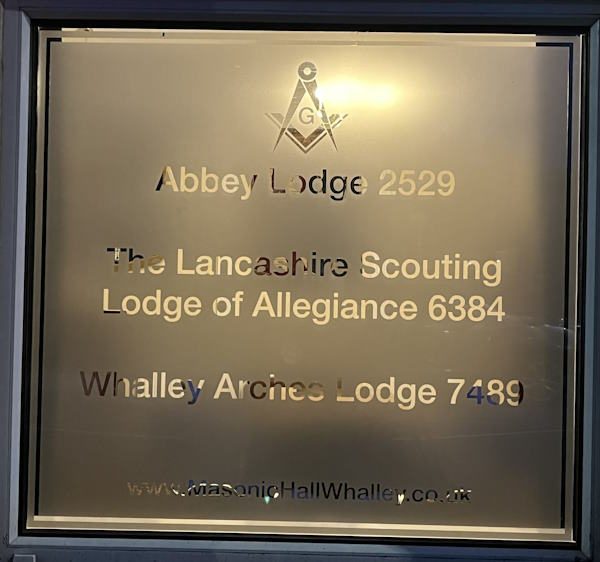 G
Abbey Lodge 2529
The Lancashire Scouting
Lodge of Allegiance 6384
Whalley Arches Lodge 7489
www.MasonicHallWhalley.co.uk